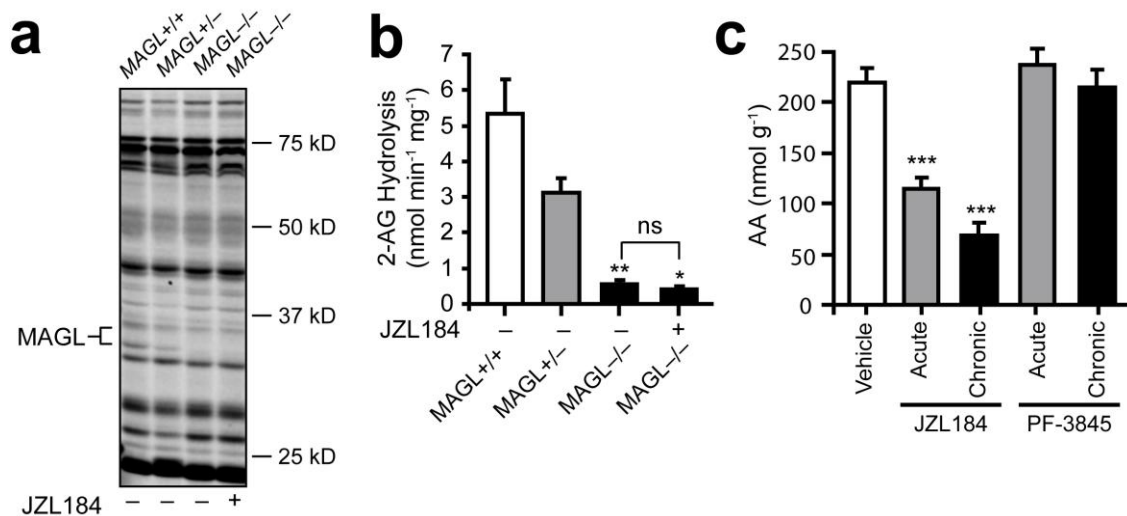 a
MAGL+/+
MAGL+/–
MAGL–/–
MAGL–/–
75 kD
50 kD
37 kD
MAGL
25 kD
JZL184 – – – +
b
2-AG Hydrolysis
(nmol min⁻¹ mg⁻¹)
7
6
5
4
3
2
1
0
ns
**
*
JZL184 – – – +
MAGL+/+
MAGL+/–
MAGL–/–
MAGL–/–
c
AA (nmol g⁻¹)
250
200
150
100
50
0
***
***
Vehicle
Acute
Chronic
Acute
Chronic
JZL184
PF-3845